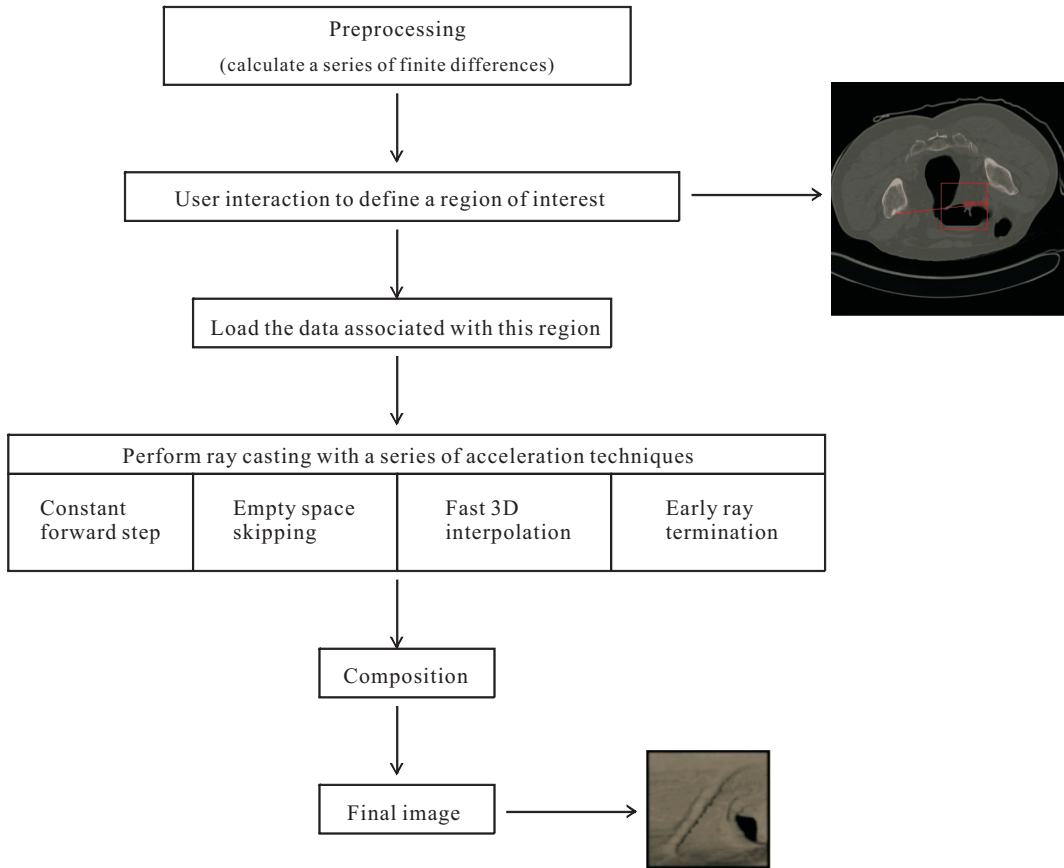 Preprocessing
(calculate a series of finite differences)
User interaction to define a region of interest
Load the data associated with this region
Perform ray casting with a series of acceleration techniques
Constant
forward step
Empty space
skipping
Fast 3D
interpolation
Early ray
termination
Composition
Final image